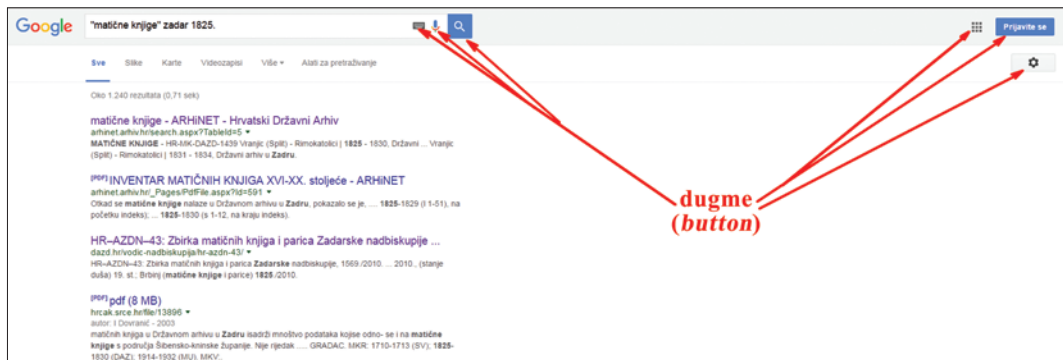 Google
"matične knjige" zadar 1825.
Prijavite se
Sve Slike Karte Videozapisi Više Alati za pretraživanje
Oko 1.240 rezultata (0,71 sek)
matične knjige - ARHiNET - Hrvatski Državni Arhiv
arhinet.arhiv.hr/search.aspx?TableId=5
MATIČNE KNJIGE - HR-MK-DAZD-1439 Vranjic (Split) - Rimokatolici | 1825 - 1830, Državni ... Vranjic
(Split) - Rimokatolici | 1831 - 1834, Državni arhiv u Zadru.
[PDF] INVENTAR MATIČNIH KNJIGA XVI-XX. stoljeće - ARHiNET
arhinet.arhiv.hr/_Pages/PdfFile.aspx?Id=591
Otkad se matične knjige nalaze u Državnom arhivu u Zadru, pokazalo se je, .... 1825-1829 (I 1-51), na
početku indeks); ... 1825-1830 (s 1-12, na kraju indeks).
dugme
(button)
HR–AZDN–43: Zbirka matičnih knjiga i parica Zadarske nadbiskupije ...
dazd.hr/vodic-nadbiskupija/hr-azdn-43/
HR–AZDN–43: Zbirka matičnih knjiga i parica Zadarske nadbiskupije, 1569./2010. ... 2010., (stanje
duša) 19. st.; Brbinj (matične knjige i parice) 1825./2010.
[PDF] pdf (8 MB)
hrcak.srce.hr/file/13896
autor: I Dovranić - 2003
matičnih knjiga u Državnom arhivu u Zadru isadrži mnoštvo podataka kojise odno- se i na matične
knjige s područja Šibensko-kninske županije. Nije rijedak ..... GRADAC. MKR: 1710-1713 (SV); 1825-
1830 (DAZ); 1914-1932 (MU). MKV:.